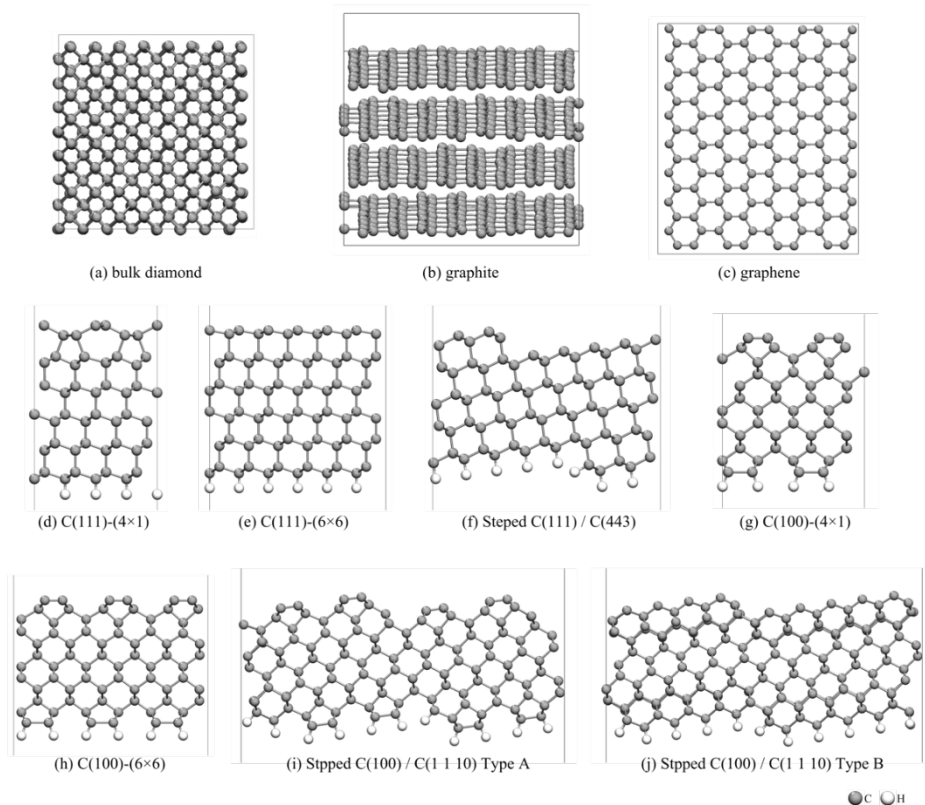 (a) bulk diamond
(b) graphite
(c) graphene
(d) C(111)-(4×1)
(e) C(111)-(6×6)
(f) Steped C(111) / C(443)
(g) C(100)-(4×1)
(h) C(100)-(6×6)
(i) Stpped C(100) / C(1 1 10) Type A
(j) Stpped C(100) / C(1 1 10) Type B
C H